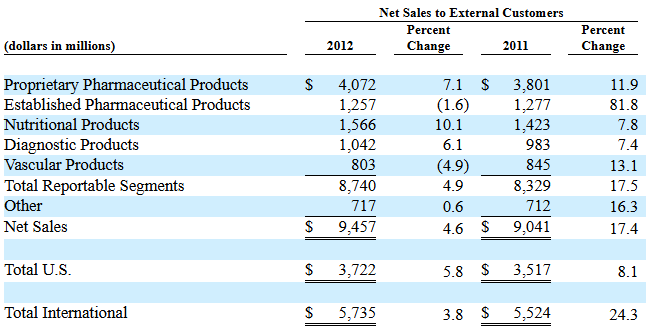 Net Sales to External Customers
Percent Percent
(dollars in millions) 2012 Change 2011 Change
Proprietary Pharmaceutical Products $ 4,072 7.1 $ 3,801 11.9
Established Pharmaceutical Products 1,257 (1.6) 1,277 81.8
Nutritional Products 1,566 10.1 1,423 7.8
Diagnostic Products 1,042 6.1 983 7.4
Vascular Products 803 (4.9) 845 13.1
Total Reportable Segments 8,740 4.9 8,329 17.5
Other 717 0.6 712 16.3
Net Sales $ 9,457 4.6 $ 9,041 17.4
Total U.S. $ 3,722 5.8 $ 3,517 8.1
Total International $ 5,735 3.8 $ 5,524 24.3